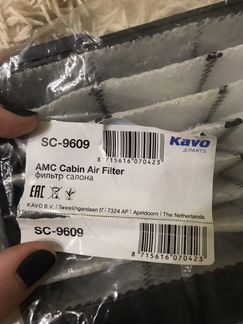 SC-9609
8 715616 070423
Kavo
PARTS
AMC Cabin Air Filter
фильтр салона
EAC
KAVO B.V. | Tweelingenlaan 17 | 7324 AP | Apeldoorn | The Netherlands
SC-9609
8 715616 070423